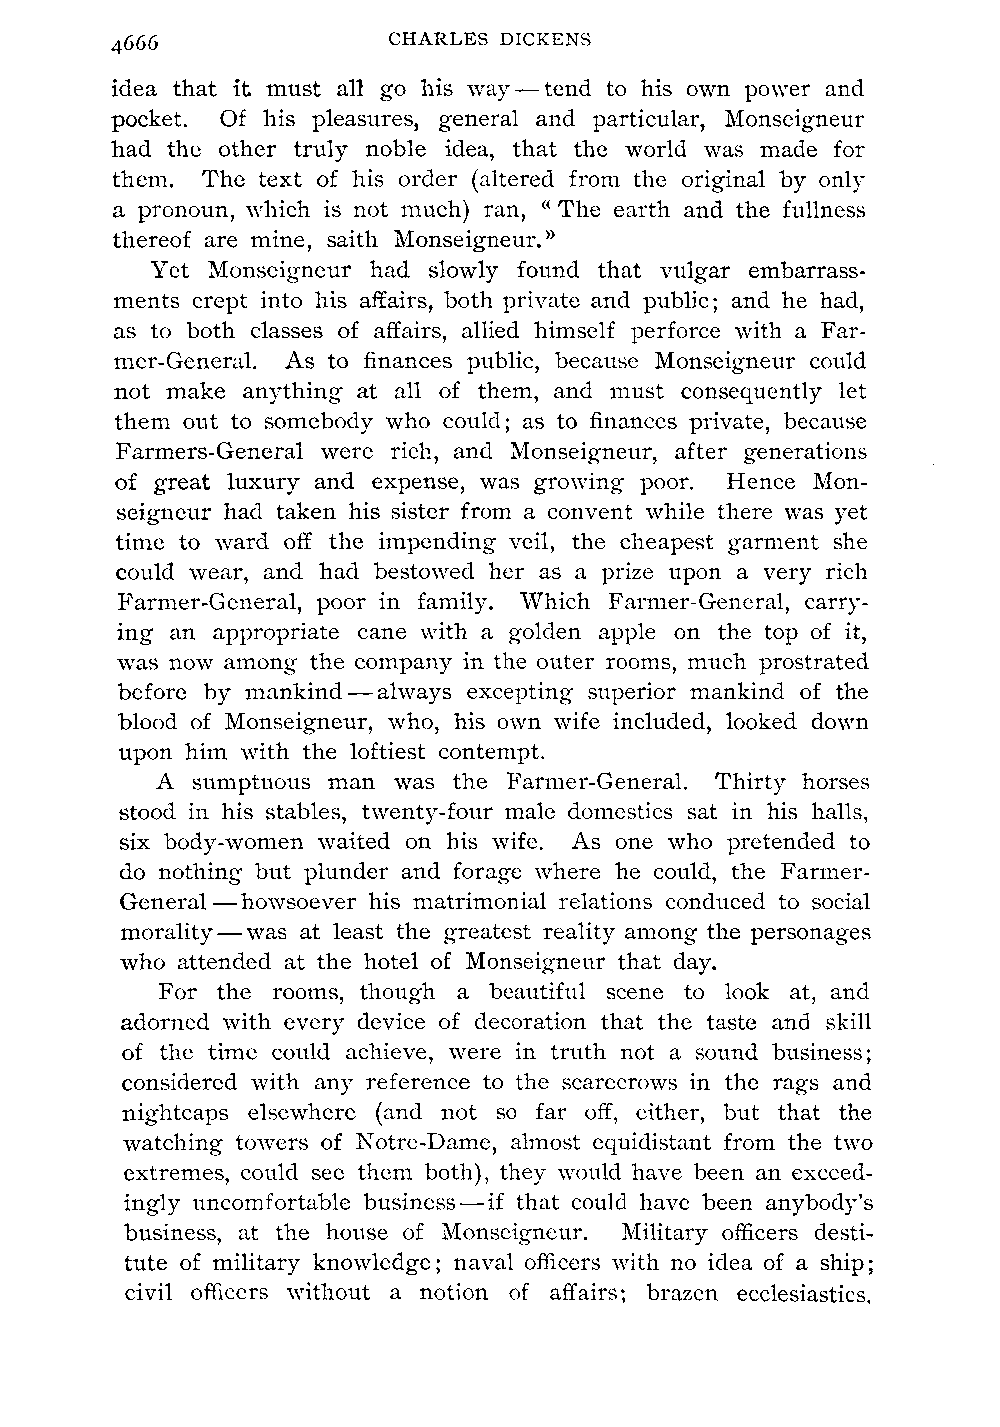 4666 CHARLES DICKENS
idea that it must all go his way — tend to his own power and
pocket. Of his pleasures, general and particular, Monseigneur
had the other truly noble idea, that the world was made for
them. The text of his order (altered from the original by only
a pronoun, which is not much) ran, « The earth and the fullness
thereof are mine, saith Monseigneur.»
Yet Monseigneur had slowly found that vulgar embarrass-
ments crept into his affairs, both private and public; and he had,
as to both classes of affairs, allied himself perforce with a Far-
mer-General. As to finances public, because Monseigneur could
not make anything at all of them, and must consequently let
them out to somebody who could; as to finances private, because
Farmers-General were rich, and Monseigneur, after generations
of great luxury and expense, was growing poor. Hence Mon-
seigneur had taken his sister from a convent while there was yet
time to ward off the impending veil, the cheapest garment she
could wear, and had bestowed her as a prize upon a very rich
Farmer-General, poor in family. Which Farmer-General, carry-
ing an appropriate cane with a golden apple on the top of it,
was now among the company in the outer rooms, much prostrated
before by mankind — always excepting superior mankind of the
blood of Monseigneur, who, his own wife included, looked down
upon him with the loftiest contempt.
A sumptuous man was the Farmer-General. Thirty horses
stood in his stables, twenty-four male domestics sat in his halls,
six body-women waited on his wife. As one who pretended to
do nothing but plunder and forage where he could, the Farmer-
General — howsoever his matrimonial relations conduced to social
morality — was at least the greatest reality among the personages
who attended at the hotel of Monseigneur that day.
For the rooms, though a beautiful scene to look at, and
adorned with every device of decoration that the taste and skill
of the time could achieve, were in truth not a sound business;
considered with any reference to the scarecrows in the rags and
nightcaps elsewhere (and not so far off, either, but that the
watching towers of Notre-Dame, almost equidistant from the two
extremes, could see them both), they would have been an exceed-
ingly uncomfortable business — if that could have been anybody's
business, at the house of Monseigneur. Military officers desti-
tute of military knowledge; naval officers with no idea of a ship;
civil officers without a notion of affairs; brazen ecclesiastics,